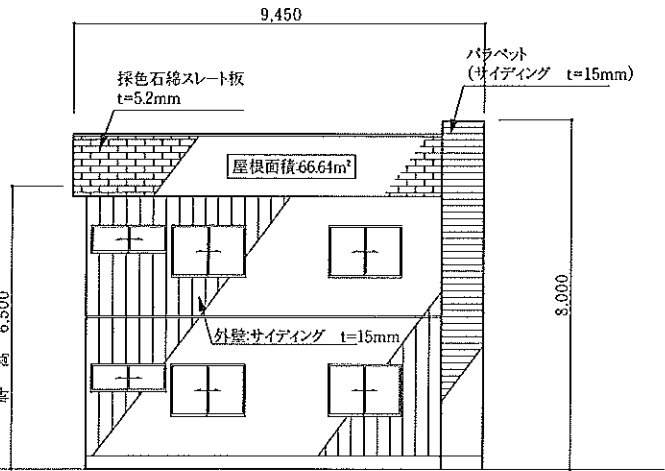 9,450
パラペット
(サイディング t=15mm)
採色石綿スレート板
t=5.2mm
屋根面積:66.64m²
外壁:サイディング t=15mm
軒 高 6,500
8,000